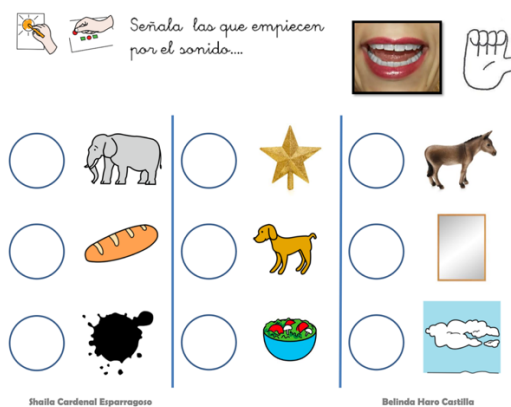 Señala las que empiecen
por el sonido....
Shaila Cardenal Esparragoso
Belinda Haro Castilla